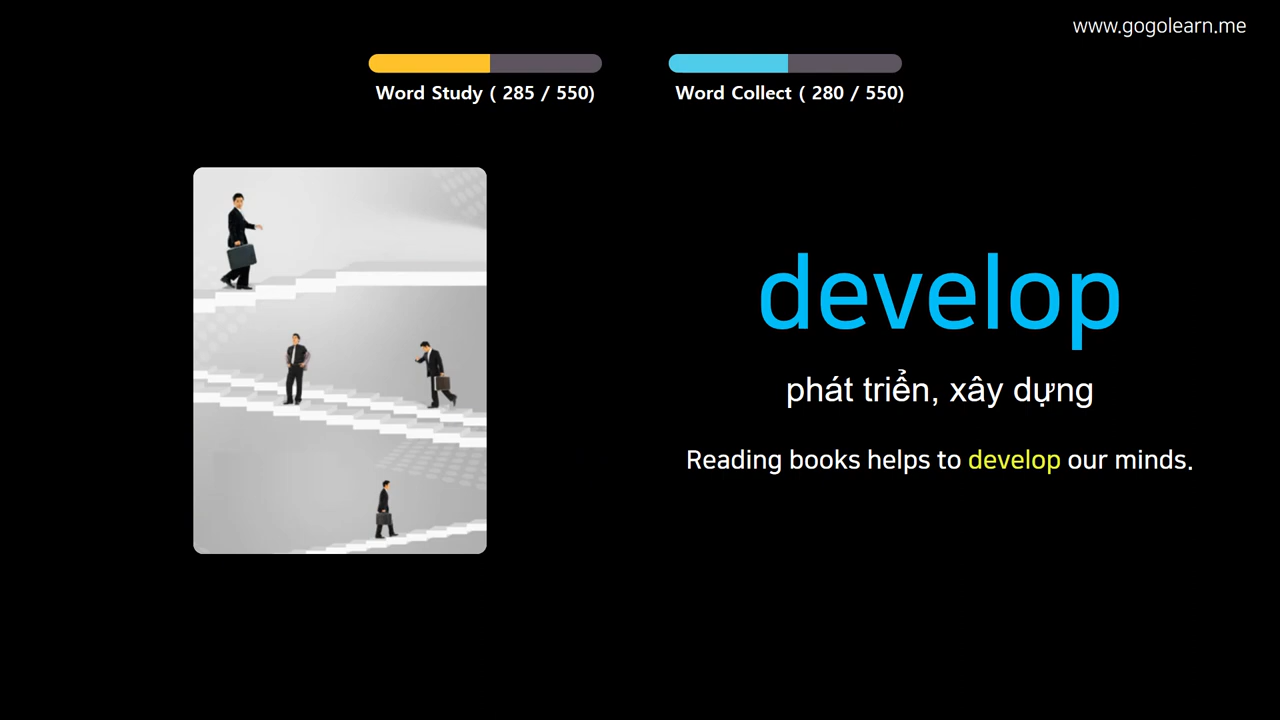 www.gogolearn.me
Word Study ( 285 / 550)
Word Collect ( 280 / 550)
develop
phát triển, xây dựng
Reading books helps to develop our minds.